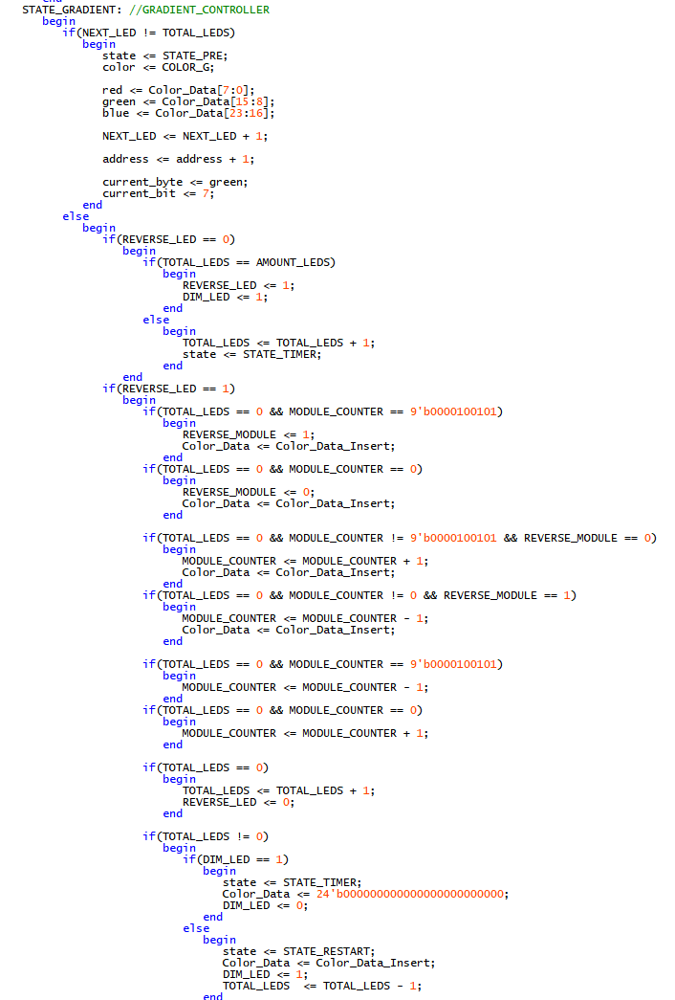 end
STATE_GRADIENT: //GRADIENT_CONTROLLER
begin
if(NEXT_LED != TOTAL_LEDS)
begin
state <= STATE_PRE;
color <= COLOR_G;
red <= Color_Data[7:0];
green <= Color_Data[15:8];
blue <= Color_Data[23:16];
NEXT_LED <= NEXT_LED + 1;
address <= address + 1;
current_byte <= green;
current_bit <= 7;
end
else
begin
if(REVERSE_LED == 0)
begin
if(TOTAL_LEDS == AMOUNT_LEDS)
begin
REVERSE_LED <= 1;
DIM_LED <= 1;
end
else
begin
TOTAL_LEDS <= TOTAL_LEDS + 1;
state <= STATE_TIMER;
end
end
if(REVERSE_LED == 1)
begin
if(TOTAL_LEDS == 0 && MODULE_COUNTER == 9'b0000100101)
begin
REVERSE_MODULE <= 1;
Color_Data <= Color_Data_Insert;
end
if(TOTAL_LEDS == 0 && MODULE_COUNTER == 0)
begin
REVERSE_MODULE <= 0;
Color_Data <= Color_Data_Insert;
end
if(TOTAL_LEDS == 0 && MODULE_COUNTER != 9'b0000100101 && REVERSE_MODULE == 0)
begin
MODULE_COUNTER <= MODULE_COUNTER + 1;
Color_Data <= Color_Data_Insert;
end
if(TOTAL_LEDS == 0 && MODULE_COUNTER != 0 && REVERSE_MODULE == 1)
begin
MODULE_COUNTER <= MODULE_COUNTER - 1;
Color_Data <= Color_Data_Insert;
end
if(TOTAL_LEDS == 0 && MODULE_COUNTER == 9'b0000100101)
begin
MODULE_COUNTER <= MODULE_COUNTER - 1;
end
if(TOTAL_LEDS == 0 && MODULE_COUNTER == 0)
begin
MODULE_COUNTER <= MODULE_COUNTER + 1;
end
if(TOTAL_LEDS == 0)
begin
TOTAL_LEDS <= TOTAL_LEDS + 1;
REVERSE_LED <= 0;
end
if(TOTAL_LEDS != 0)
begin
if(DIM_LED == 1)
begin
state <= STATE_TIMER;
Color_Data <= 24'b000000000000000000000000;
DIM_LED <= 0;
end
else
begin
state <= STATE_RESTART;
Color_Data <= Color_Data_Insert;
DIM_LED <= 1;
TOTAL_LEDS <= TOTAL_LEDS - 1;
end